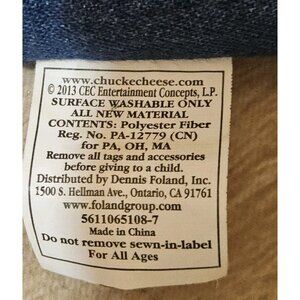 www.chuckecheese.com
© 2013 CEC Entertainment Concepts, L.P.
SURFACE WASHABLE ONLY
ALL NEW MATERIAL
CONTENTS: Polyester Fiber
Reg. No. PA-12779 (CN)
for PA, OH, MA
Remove all tags and accessories
before giving to a child.
Distributed by Dennis Foland, Inc.
1500 S. Hellman Ave., Ontario, CA 91761
www.folandgroup.com
5611065108-7
Made in China
Do not remove sewn-in-label
For All Ages